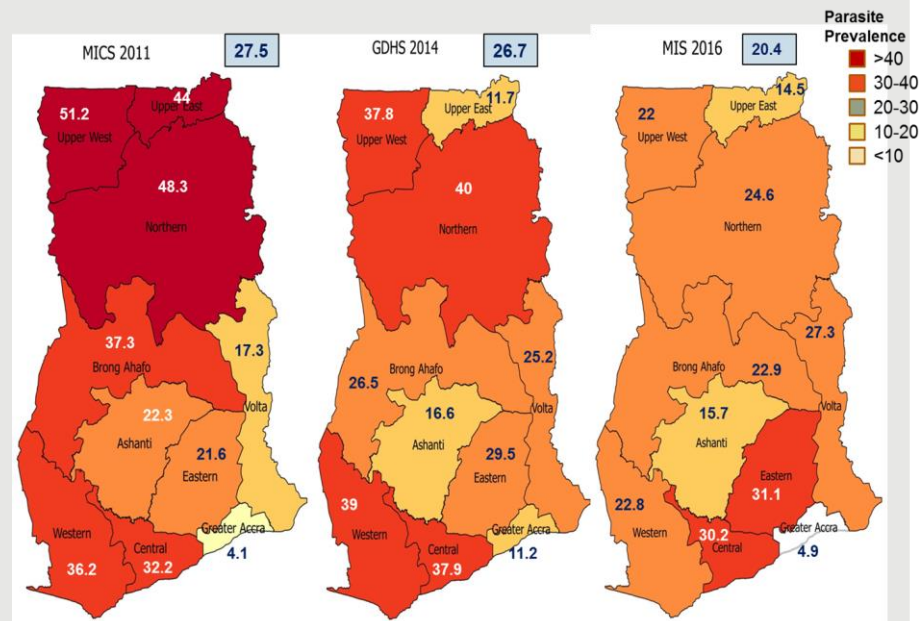 Parasite
Prevalence
>40
30-40
20-30
10-20
<10
MICS 2011
27.5
44
Upper East
51.2
Upper West
48.3
Northern
37.3
Brong Ahafo
17.3
Volta
22.3
Ashanti
21.6
Eastern
Western
36.2
Central
32.2
Greater Accra
4.1
GDHS 2014
26.7
11.7
Upper East
37.8
Upper West
40
Northern
25.2
Brong Ahafo
26.5
Volta
16.6
Ashanti
29.5
Eastern
39
Western
Central
37.9
Greater Accra
11.2
MIS 2016
20.4
14.5
Upper East
22
Upper West
24.6
Northern
27.3
Brong Ahafo
22.9
Volta
15.7
Ashanti
Eastern
31.1
22.8
Western
30.2
Central
Greater Accra
4.9